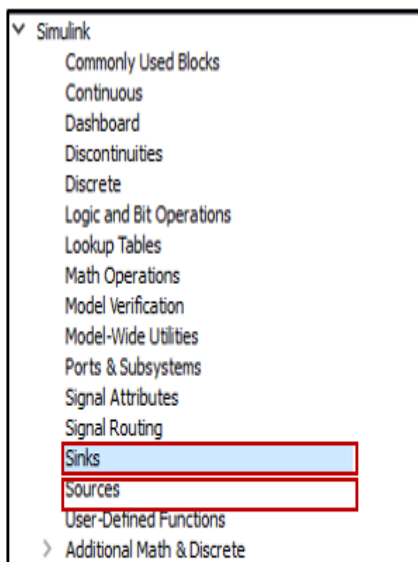 Simulink
Commonly Used Blocks
Continuous
Dashboard
Discontinuities
Discrete
Logic and Bit Operations
Lookup Tables
Math Operations
Model Verification
Model-Wide Utilities
Ports & Subsystems
Signal Attributes
Signal Routing
Sinks
Sources
User-Defined Functions
Additional Math & Discrete